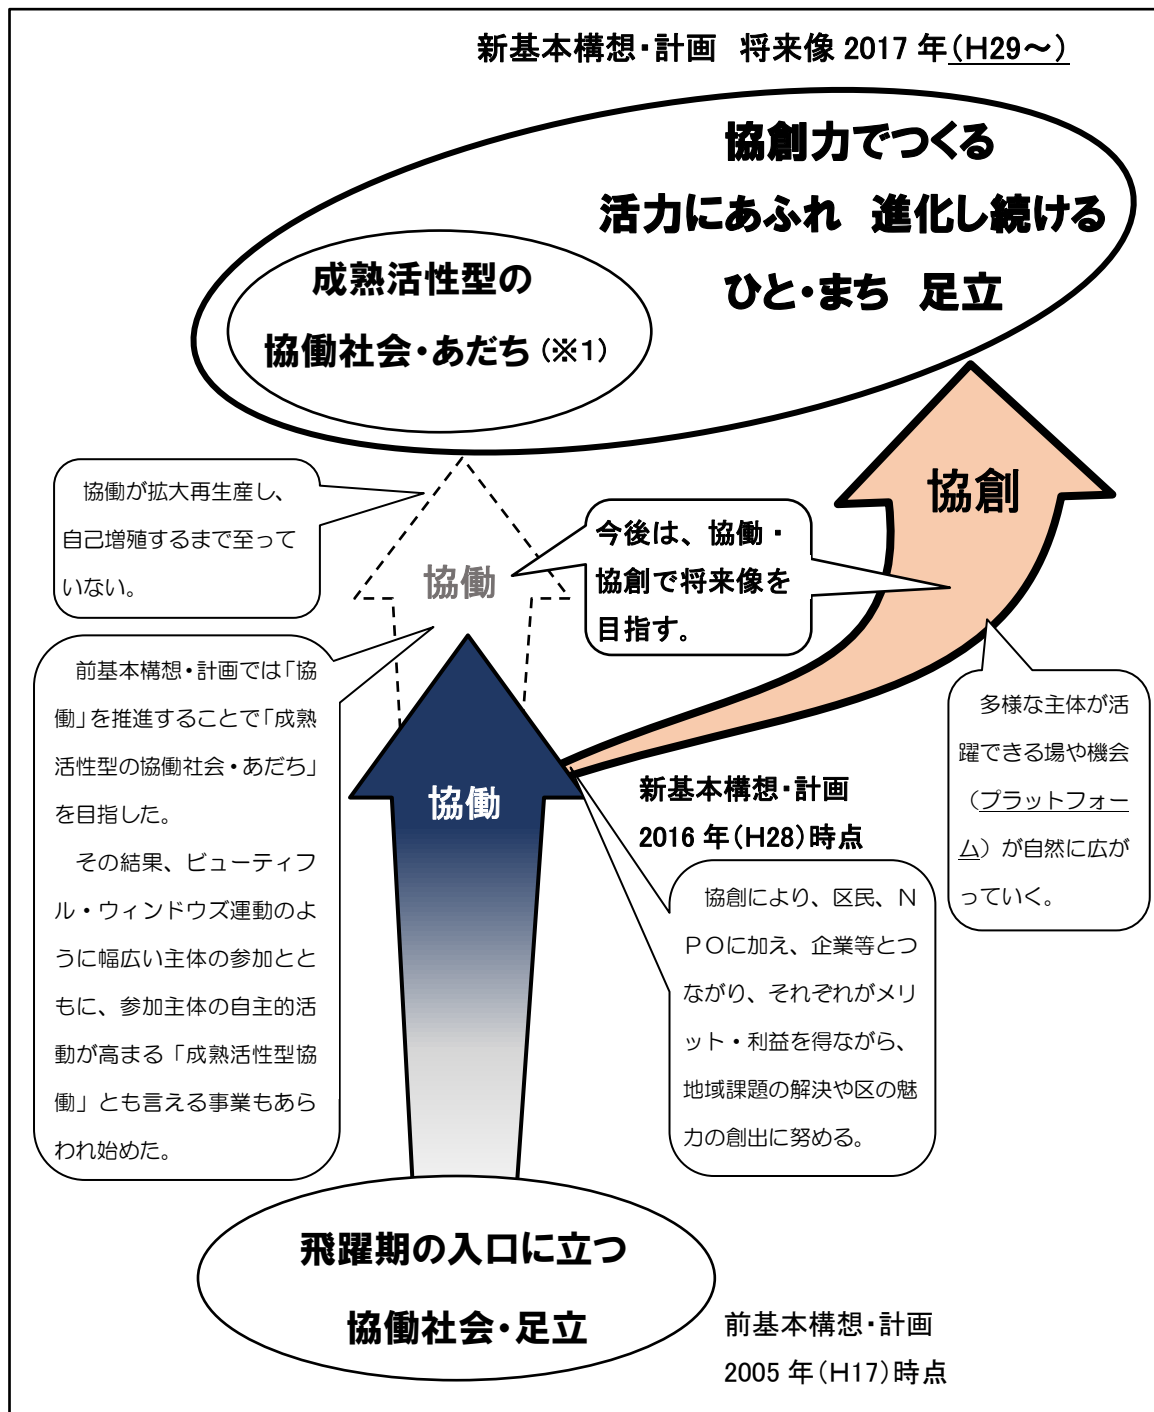 新基本構想・計画　将来像 2017 年(H29～)
協創力でつくる
活力にあふれ　進化し続ける
ひと・まち　足立
成熟活性型の
協働社会・あだち（※1）
協創
協働が拡大再生産し、
自己増殖するまで至って
いない。
今後は、協働・
協創で将来像を
目指す。
協働
前基本構想・計画では「協
働」を推進することで「成熟
活性型の協働社会・あだち」
を目指した。
その結果、ビューティフ
ル・ウィンドウズ運動のよ
うに幅広い主体の参加とと
もに、参加主体の自主的活
動が高まる「成熟活性型協
働」とも言える事業もあら
われ始めた。
協働
多様な主体が活
躍できる場や機会
（プラットフォー
ム）が自然に広が
っていく。
新基本構想・計画
2016 年(H28)時点
協創により、区民、Ｎ
ＰＯに加え、企業等とつ
ながり、それぞれがメリ
ット・利益を得ながら、
地域課題の解決や区の魅
力の創出に努める。
飛躍期の入口に立つ
協働社会・足立
前基本構想・計画
2005 年(H17)時点